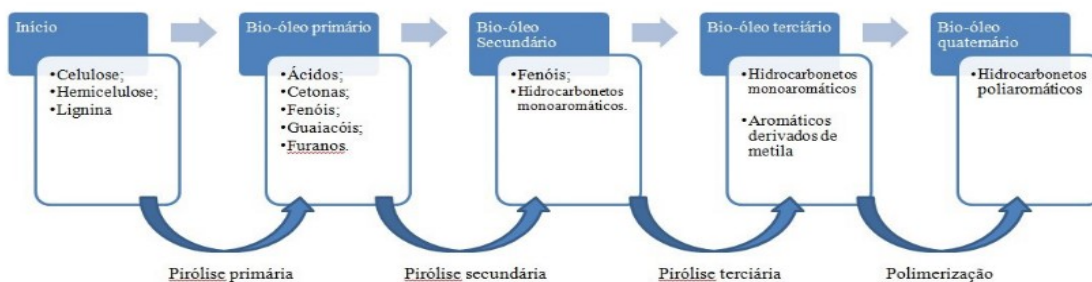 Início
•Celulose;
•Hemicelulose;
•Lignina
Bio-óleo primário
•Ácidos;
•Cetonas;
•Fenóis;
•Guaiacóis;
•Furanos.
Bio-óleo
Secundário
•Fenóis;
•Hidrocarbonetos
monoaromáticos.
Bio-óleo terciário
•Hidrocarbonetos
monoaromáticos
•Aromáticos
derivados de
metila
Bio-óleo
quaternário
•Hidrocarbonetos
poliaromáticos
Pirólise primária
Pirólise secundária
Pirólise terciária
Polimerização